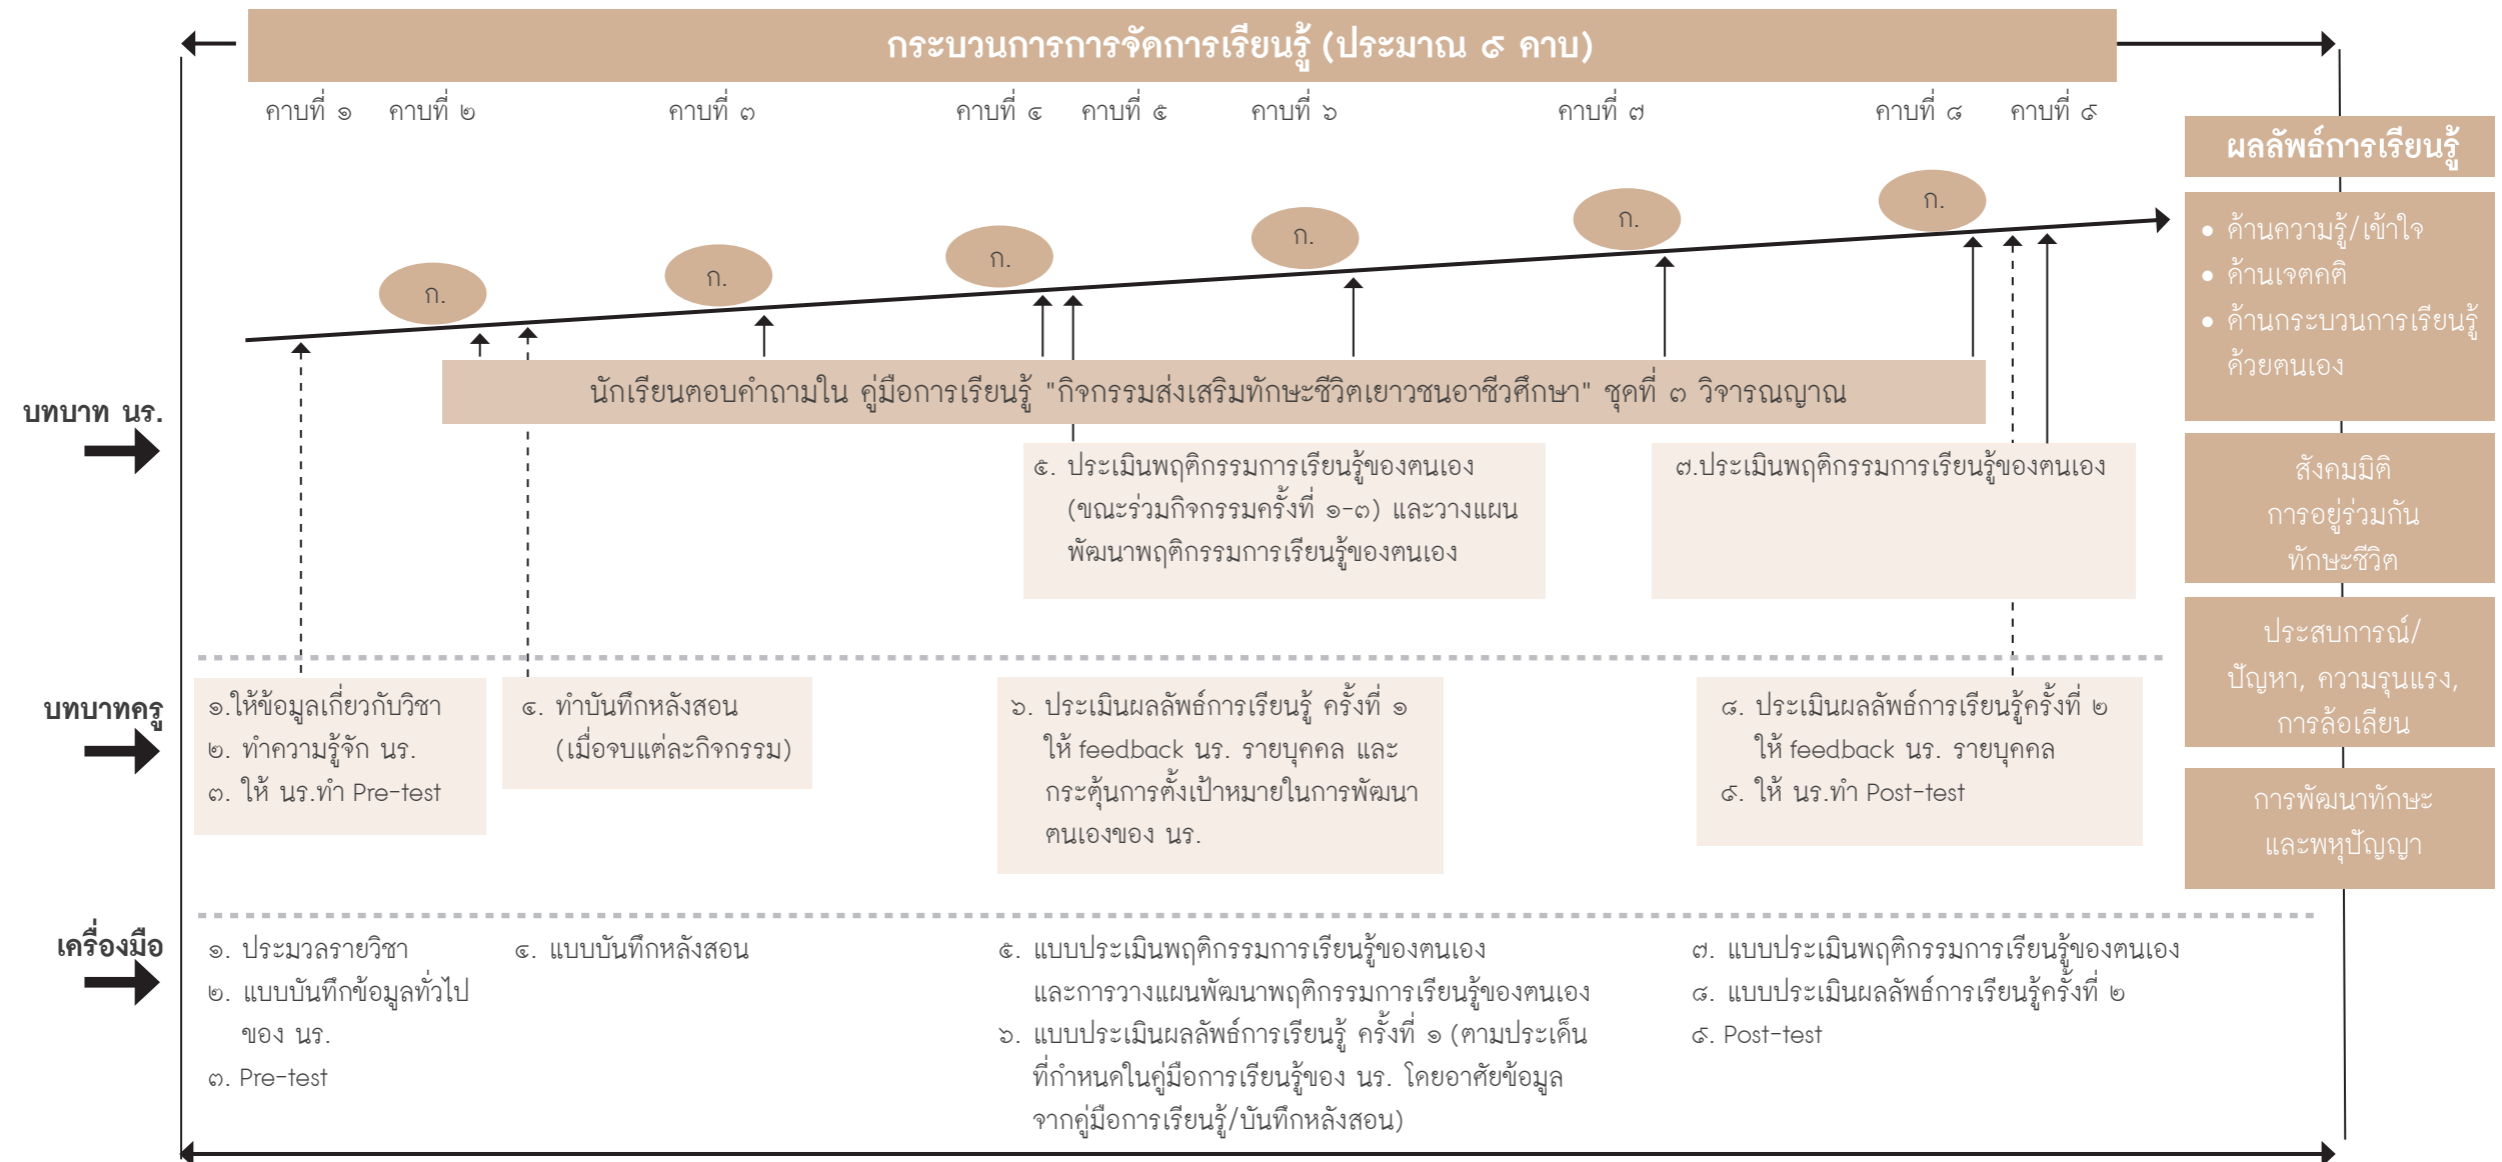 กระบวนการการจัดการเรียนรู้ (ประมาณ ๙ คาบ)
คาบที่ ๑
คาบที่ ๒
คาบที่ ๓
คาบที่ ๔
คาบที่ ๕
คาบที่ ๖
คาบที่ ๗
คาบที่ ๘
คาบที่ ๙
ก.
ก.
ก.
ก.
ก.
ก.
นักเรียนตอบคำถามใน คู่มือการเรียนรู้ "กิจกรรมส่งเสริมทักษะชีวิตเยาวชนอาชีวศึกษา" ชุดที่ ๓ วิจารณญาณ
บทบาท นร.
๕. ประเมินพฤติกรรมการเรียนรู้ของตนเอง
(ขณะร่วมกิจกรรมครั้งที่ ๑-๓) และวางแผน
พัฒนาพฤติกรรมการเรียนรู้ของตนเอง
๗.ประเมินพฤติกรรมการเรียนรู้ของตนเอง
บทบาทครู
๑.ให้ข้อมูลเกี่ยวกับวิชา
๒. ทำความรู้จัก นร.
๓. ให้ นร.ทำ Pre-test
๔. ทำบันทึกหลังสอน
(เมื่อจบแต่ละกิจกรรม)
๖. ประเมินผลลัพธ์การเรียนรู้ ครั้งที่ ๑
ให้ feedback นร. รายบุคคล และ
กระตุ้นการตั้งเป้าหมายในการพัฒนา
ตนเองของ นร.
๘. ประเมินผลลัพธ์การเรียนรู้ครั้งที่ ๒
ให้ feedback นร. รายบุคคล
๙. ให้ นร.ทำ Post-test
เครื่องมือ
๑. ประมวลรายวิชา
๒. แบบบันทึกข้อมูลทั่วไป
ของ นร.
๓. Pre-test
๔. แบบบันทึกหลังสอน
๕. แบบประเมินพฤติกรรมการเรียนรู้ของตนเอง
และการวางแผนพัฒนาพฤติกรรมการเรียนรู้ของตนเอง
๖. แบบประเมินผลลัพธ์การเรียนรู้ ครั้งที่ ๑ (ตามประเด็น
ที่กำหนดในคู่มือการเรียนรู้ของ นร. โดยอาศัยข้อมูล
จากคู่มือการเรียนรู้/บันทึกหลังสอน)
๗. แบบประเมินพฤติกรรมการเรียนรู้ของตนเอง
๘. แบบประเมินผลลัพธ์การเรียนรู้ครั้งที่ ๒
๙. Post-test
ผลลัพธ์การเรียนรู้
• ด้านความรู้/เข้าใจ
• ด้านเจตคติ
• ด้านกระบวนการเรียนรู้
ด้วยตนเอง
สังคมมิติ
การอยู่ร่วมกัน
ทักษะชีวิต
ประสบการณ์/
ปัญหา, ความรุนแรง,
การล้อเลียน
การพัฒนาทักษะ
และพหุปัญญา